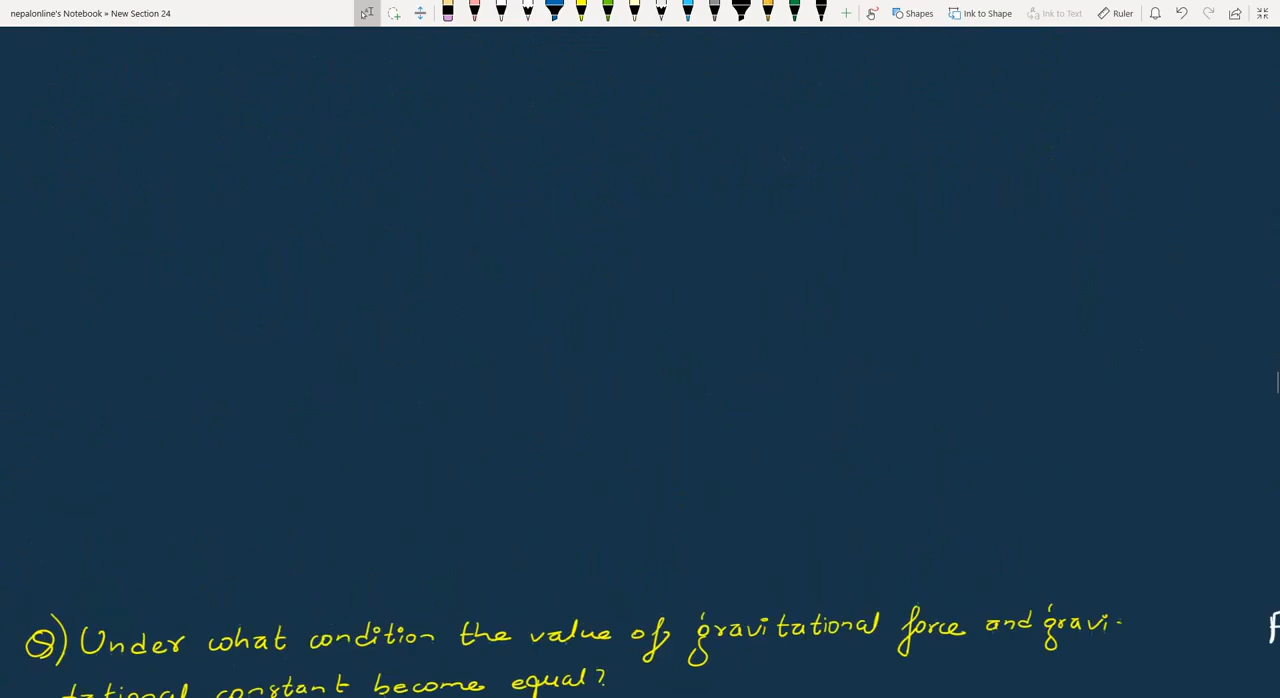 nepalonline's Notebook » New Section 24
Shapes Ink to Shape Ink to Text Ruler
Q) Under what condition the value of gravitational force and gravi-
tational constant become equal?